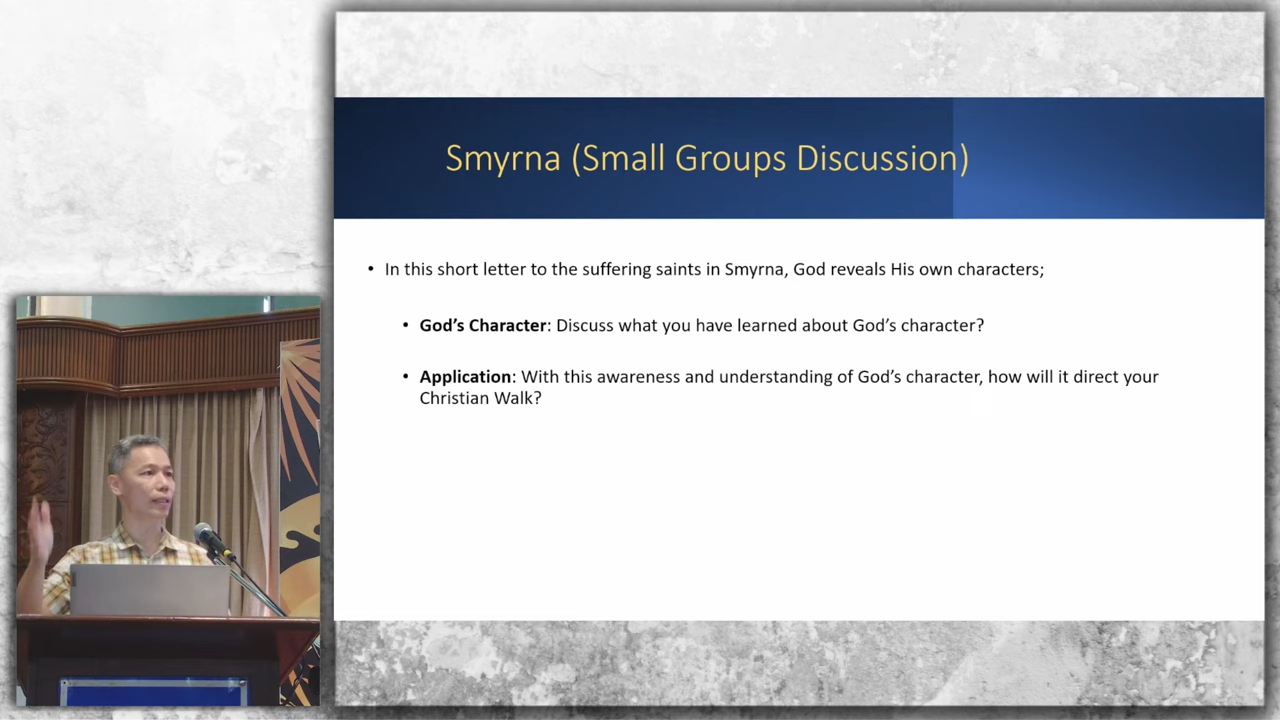 Smyrna (Small Groups Discussion)
• In this short letter to the suffering saints in Smyrna, God reveals His own characters;
• God’s Character: Discuss what you have learned about God’s character?
• Application: With this awareness and understanding of God’s character, how will it direct your
Christian Walk?